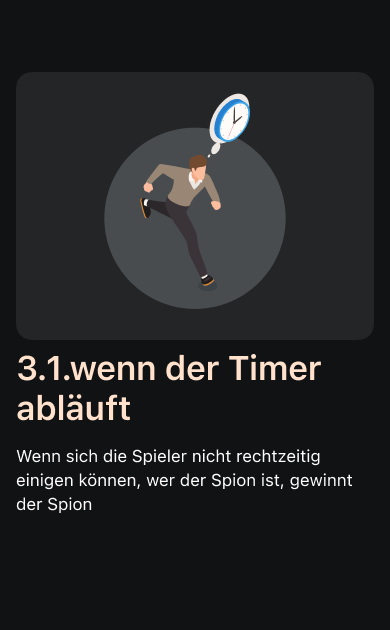 3.1.wenn der Timer
abläuft
Wenn sich die Spieler nicht rechtzeitig
einigen können, wer der Spion ist, gewinnt
der Spion